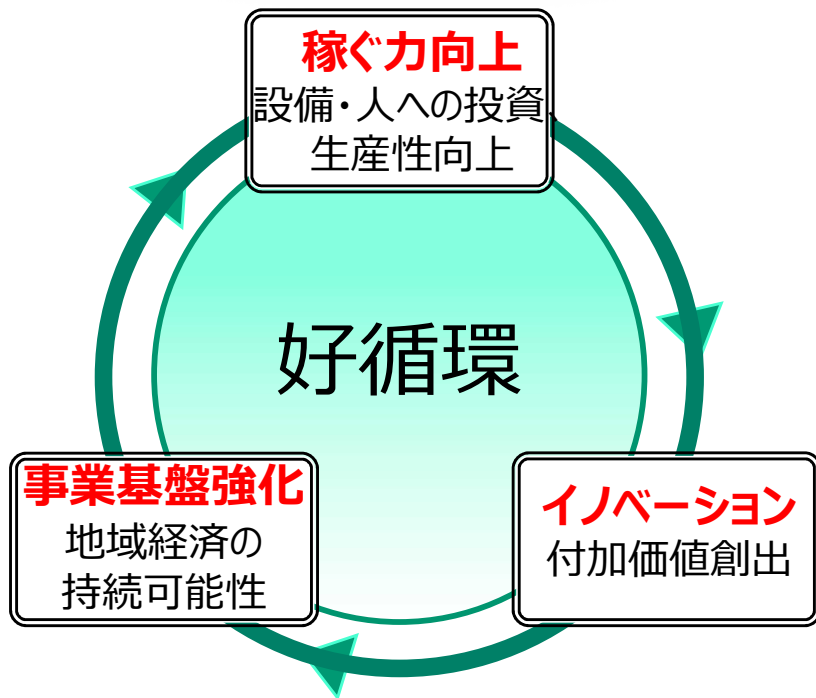 稼ぐ力向上
設備・人への投資、
生産性向上
好循環
事業基盤強化
地域経済の
持続可能性
イノベーション
付加価値創出